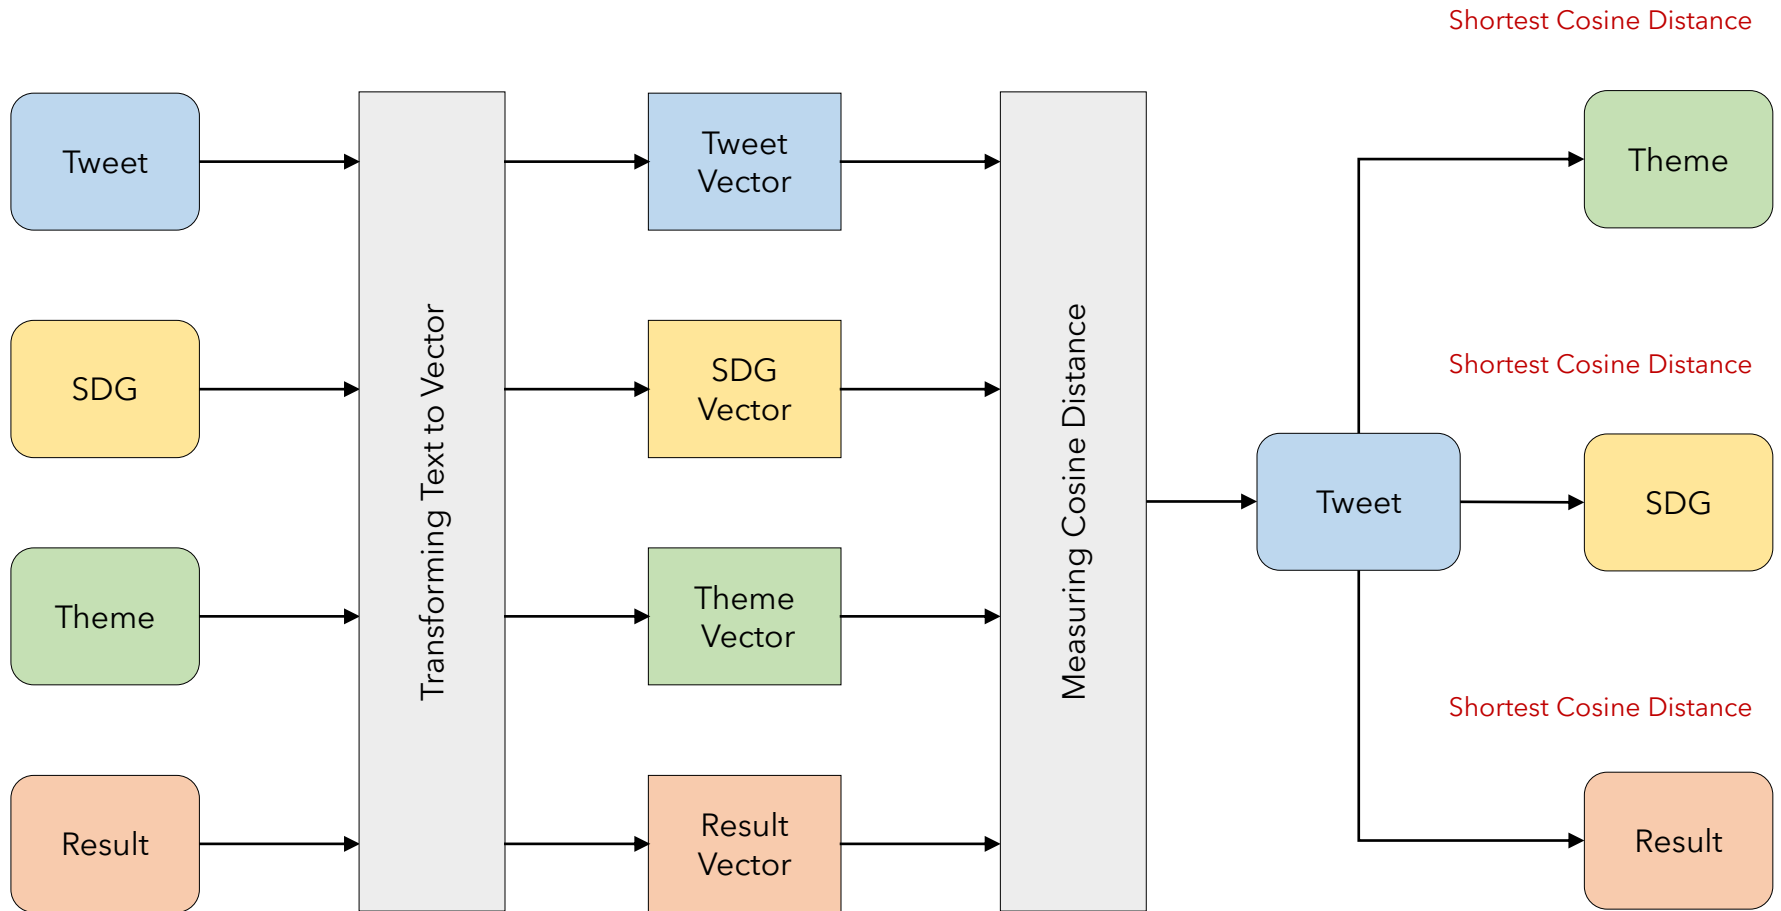 Shortest Cosine Distance
Tweet
SDG
Theme
Result
Transforming Text to Vector
Tweet
Vector
SDG
Vector
Theme
Vector
Result
Vector
Measuring Cosine Distance
Tweet
Theme
Shortest Cosine Distance
SDG
Shortest Cosine Distance
Result